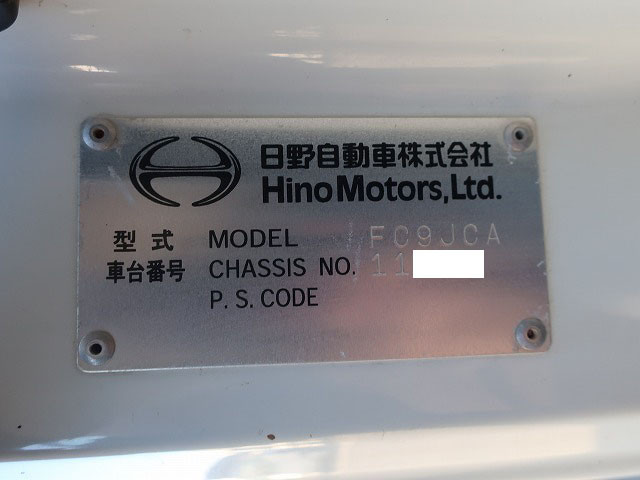 日野自動車株式会社
Hino Motors, Ltd.
型式 MODEL FC9JCA
車台番号 CHASSIS NO. 11
P.S.CODE